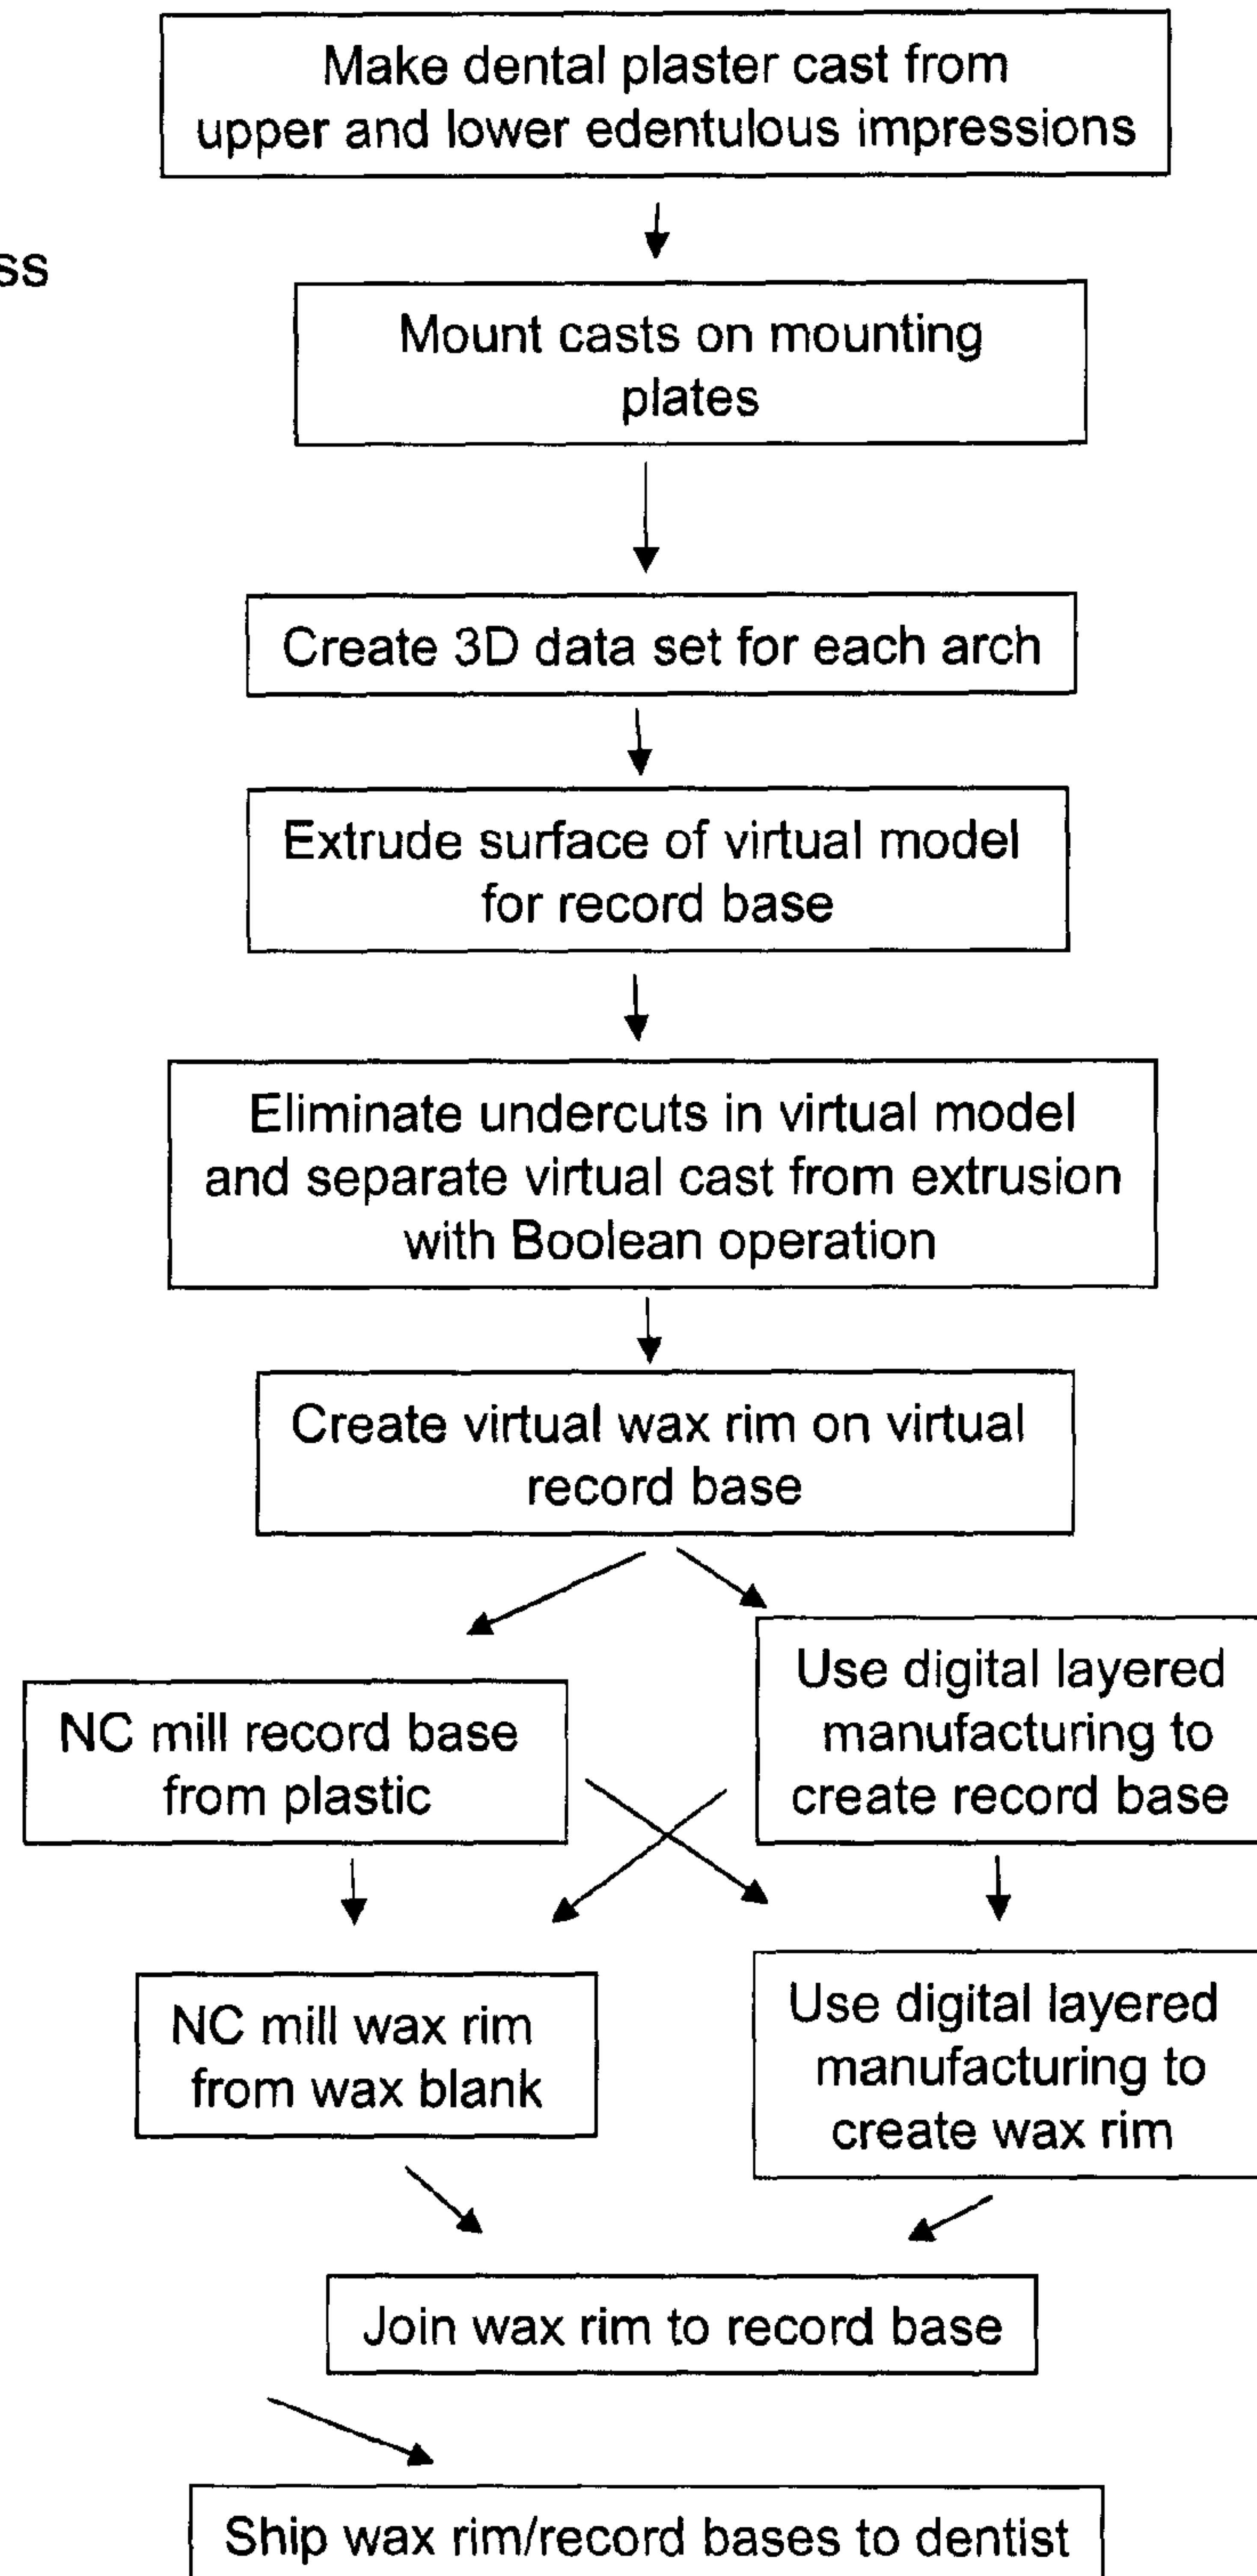 Make dental plaster cast from
upper and lower edentulous impressions
ss
Mount casts on mounting
plates
Create 3D data set for each arch
Extrude surface of virtual model
for record base
Eliminate undercuts in virtual model
and separate virtual cast from extrusion
with Boolean operation
Create virtual wax rim on virtual
record base
NC mill record base
from plastic
Use digital layered
manufacturing to
create record base
NC mill wax rim
from wax blank
Use digital layered
manufacturing to
create wax rim
Join wax rim to record base
Ship wax rim/record bases to dentist